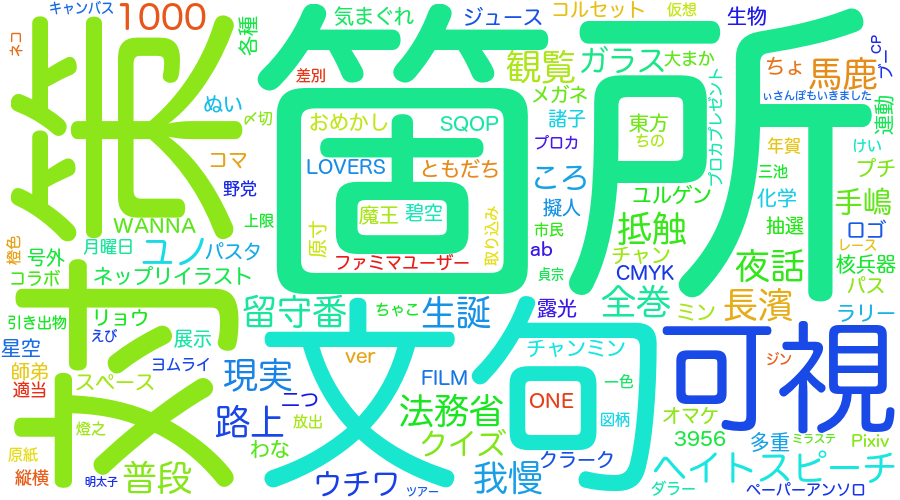 キャンバス
1000
気まぐれ
ジュース
コルセット
仮想
生物
CP
ネコ
対策
各種
箇所
差別
観覧
ガラス
大まか
ちょ
馬鹿
ブー
ぬい
〆切
メガネ
ぃさんぽもいきました
連動
おめかし
SQOP
諸子
東方
プロカプレゼント
コマ
LOVERS
ともだち
プロカ
ちの
年賀
けい
野党
ころ
三池
プチ
ユルゲン
化学
手嶋
上限
魔王
碧空
擬人
WANNA
原寸
取り込み
市民
抵触
抽選
ロゴ
橙色
号外
月曜日
ユノ
パスタ
ab
チャン
レース
ファミマユーザー
貞宗
CMYK
夜話
核兵器
コラボ
ネップリイラスト
パス
引き出物
リョウ
留守番
ちゃこ
生誕
露光
全巻
ミン
長濱
ラリー
えび
展示
文句
可視
星空
ヨムライ
ver
チャンミン
師弟
スペース
現実
FILM
一色
ジン
適当
二つ
ONE
オマケ
路上
放出
法務省
図柄
3956
燈之
わな
クイズ
多重
ミラステ
Pixiv
原紙
クラーク
縦横
明太子
普段
ウチワ
ツアー
我慢
ヘイトスピーチ
ダラー
ペーパーアンソロ